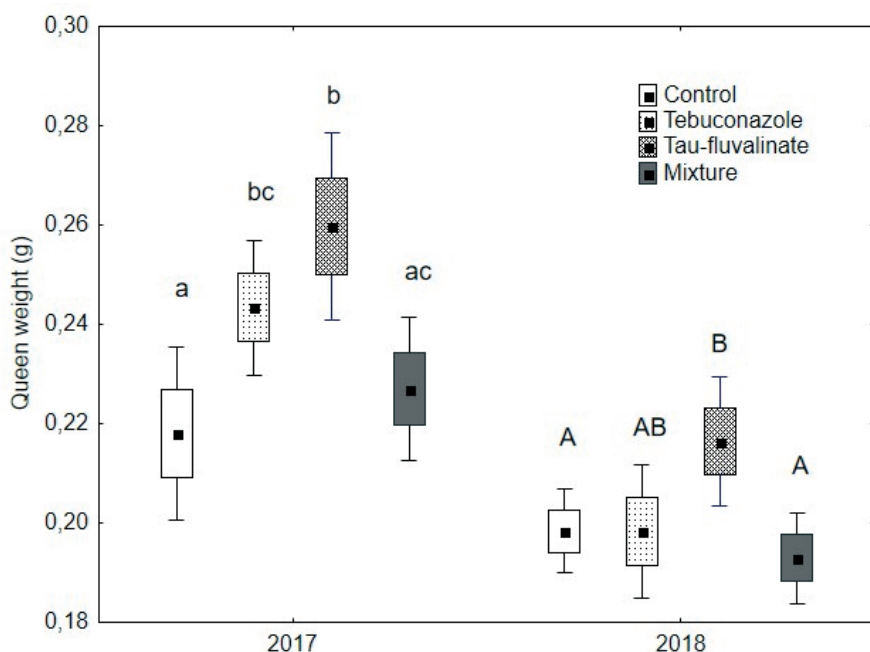 0,30
0,28
0,26
0,24
0,22
0,20
0,18
Queen weight (g)
a
bc
b
ac
A
AB
B
A
Control
Tebuconazole
Tau-fluvalinate
Mixture
2017
2018